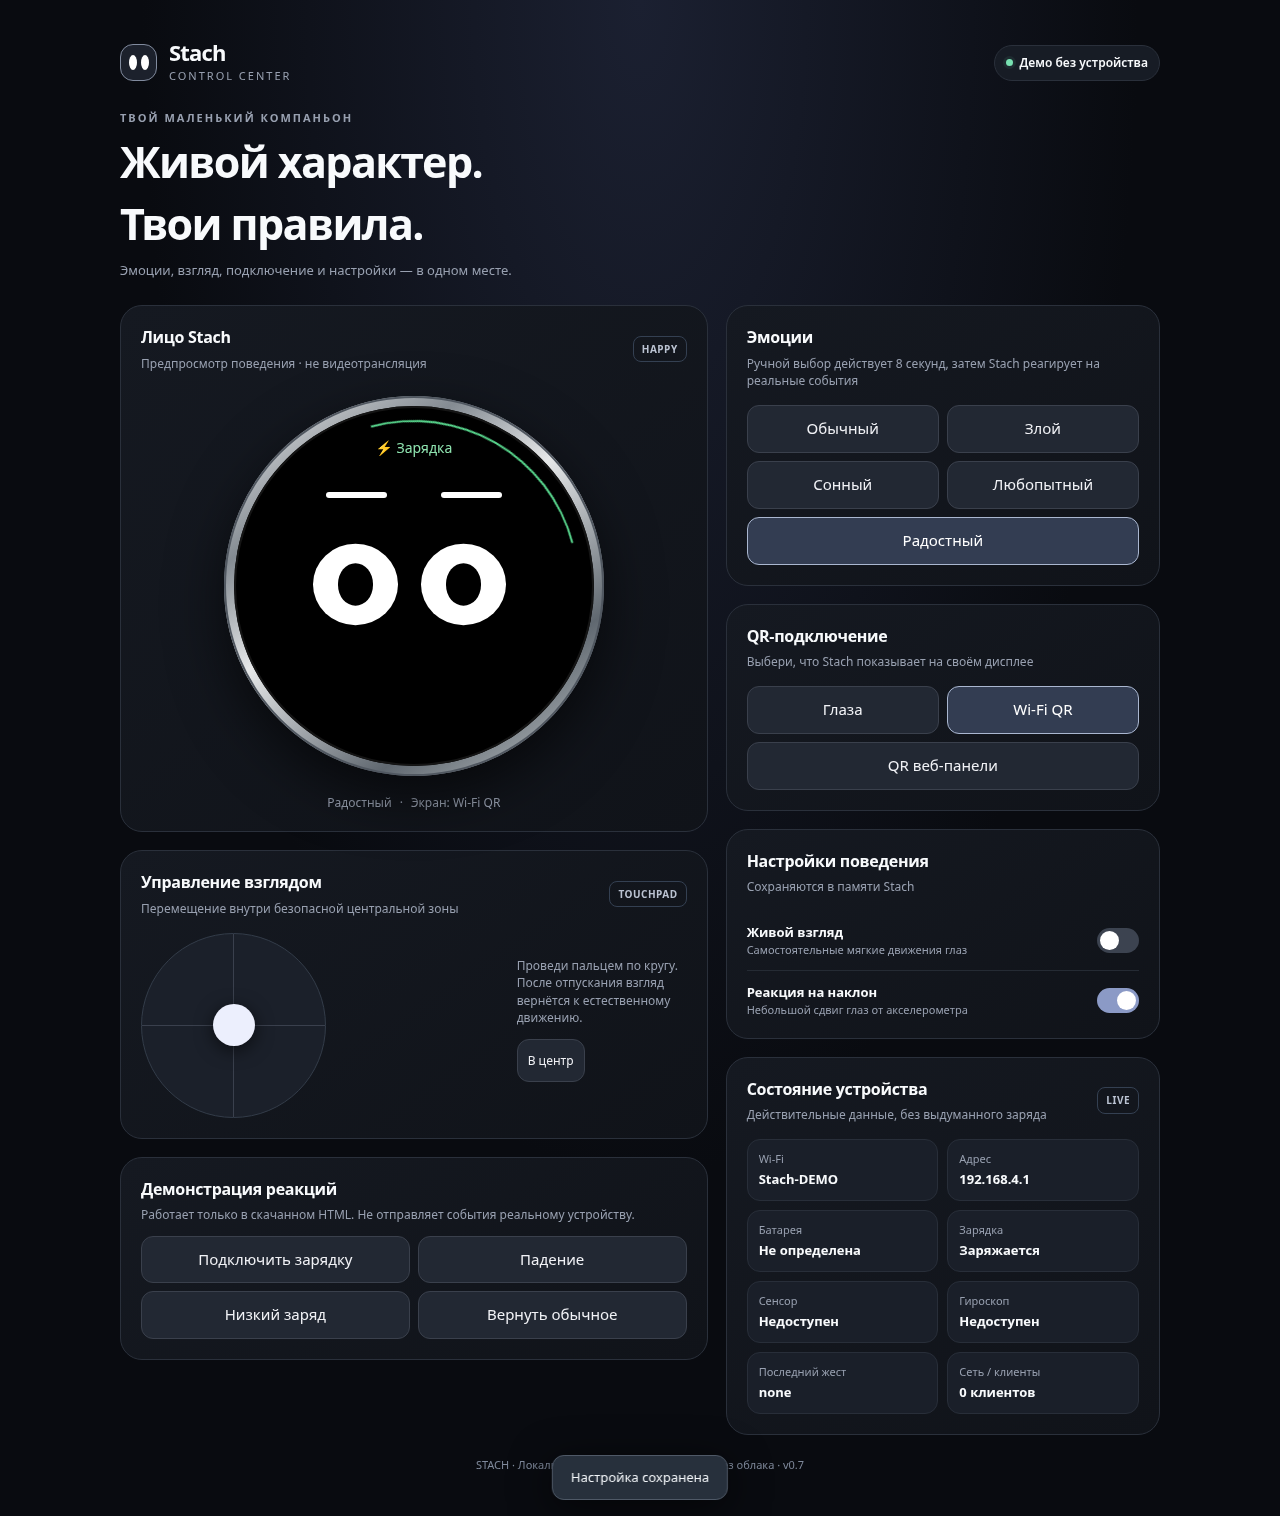 Stach
CONTROL CENTER
Демо без устройства
ТВОЙ МАЛЕНЬКИЙ КОМПАНЬОН
Живой характер.
Твои правила.
Эмоции, взгляд, подключение и настройки — в одном месте.
Лицо Stach
Предпросмотр поведения · не видеотрансляция
HAPPY
⚡ Зарядка
Радостный · Экран: Wi-Fi QR
Управление взглядом
Перемещение внутри безопасной центральной зоны
TOUCHPAD
Проведи пальцем по кругу.
После отпускания взгляд
вернётся к естественному
движению.
В центр
Демонстрация реакций
Работает только в скачанном HTML. Не отправляет события реальному устройству.
Подключить зарядку
Падение
Низкий заряд
Вернуть обычное
Эмоции
Ручной выбор действует 8 секунд, затем Stach реагирует на
реальные события
Обычный
Злой
Сонный
Любопытный
Радостный
QR-подключение
Выбери, что Stach показывает на своём дисплее
Глаза
Wi-Fi QR
QR веб-панели
Настройки поведения
Сохраняются в памяти Stach
Живой взгляд
Самостоятельные мягкие движения глаз
Реакция на наклон
Небольшой сдвиг глаз от акселерометра
Состояние устройства
Действительные данные, без выдуманного заряда
LIVE
Wi-Fi
Stach-DEMO
Адрес
192.168.4.1
Батарея
Не определена
Зарядка
Заряжается
Сенсор
Недоступен
Гироскоп
Недоступен
Последний жест
none
Сеть / клиенты
0 клиентов
STACH · облака · v0.7
Настройка сохранена